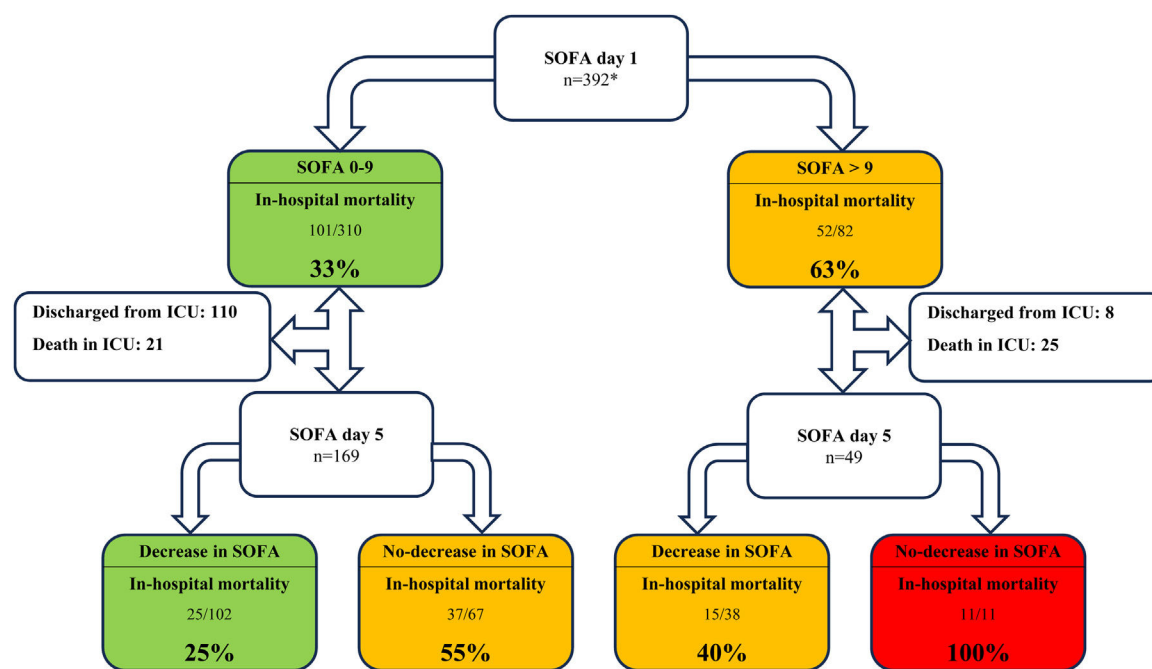 SOFA day 1
n=392*
SOFA 0-9
In-hospital mortality
101/310
33%
SOFA > 9
In-hospital mortality
52/82
63%
Discharged from ICU: 110
Death in ICU: 21
Discharged from ICU: 8
Death in ICU: 25
SOFA day 5
n=169
SOFA day 5
n=49
Decrease in SOFA
In-hospital mortality
25/102
25%
No-decrease in SOFA
In-hospital mortality
37/67
55%
Decrease in SOFA
In-hospital mortality
15/38
40%
No-decrease in SOFA
In-hospital mortality
11/11
100%